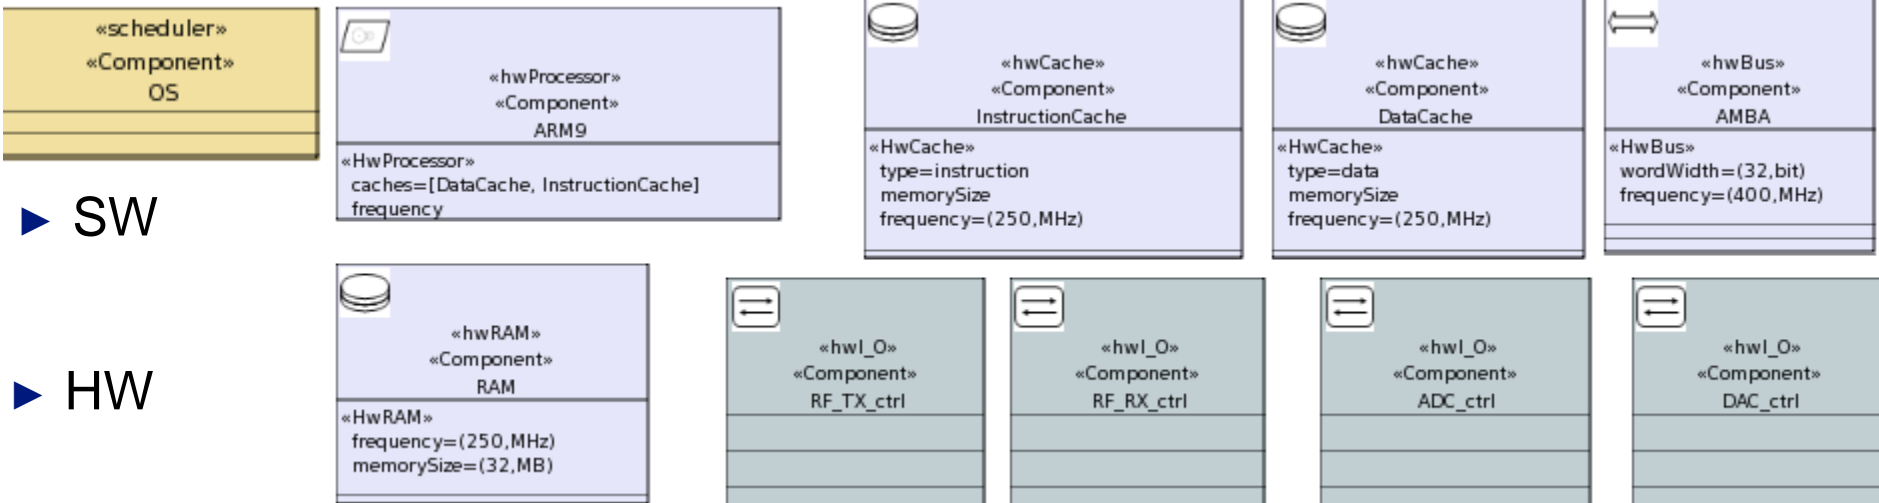 «scheduler»
«Component»
OS
«hwProcessor»
«Component»
ARM9
«HwProcessor»
caches=[DataCache, InstructionCache]
frequency
«hwCache»
«Component»
InstructionCache
«HwCache»
type=instruction
memorySize
frequency=(250,MHz)
«hwCache»
«Component»
DataCache
«HwCache»
type=data
memorySize
frequency=(250,MHz)
«hwBus»
«Component»
AMBA
«HwBus»
wordWidth=(32,bit)
frequency=(400,MHz)
► SW
► HW
«hwRAM»
«Component»
RAM
«HwRAM»
frequency=(250,MHz)
memorySize=(32,MB)
«hwI_O»
«Component»
RF_TX_ctrl
«hwI_O»
«Component»
RF_RX_ctrl
«hwI_O»
«Component»
ADC_ctrl
«hwI_O»
«Component»
DAC_ctrl